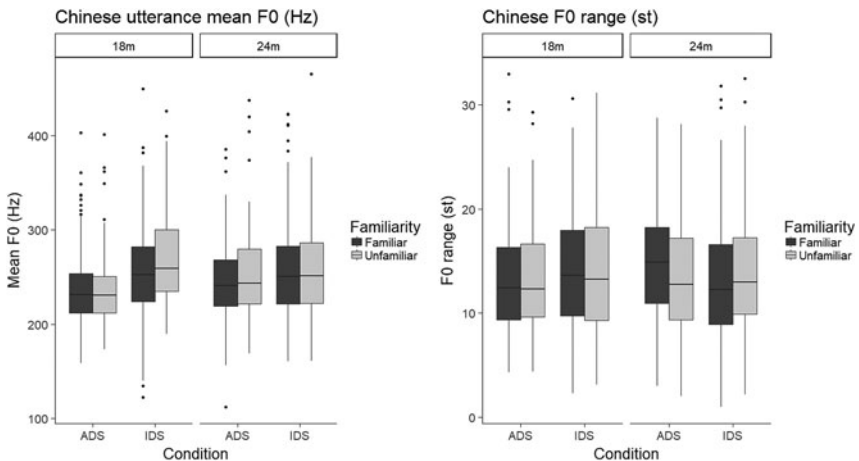 Chinese utterance mean F0 (Hz)
18m
24m
Mean F0 (Hz)
400
300
200
100
ADS
IDS
ADS
IDS
Condition
Familiarity
Familiar
Unfamiliar
Chinese F0 range (st)
18m
24m
F0 range (st)
30
20
10
0
ADS
IDS
ADS
IDS
Condition
Familiarity
Familiar
Unfamiliar